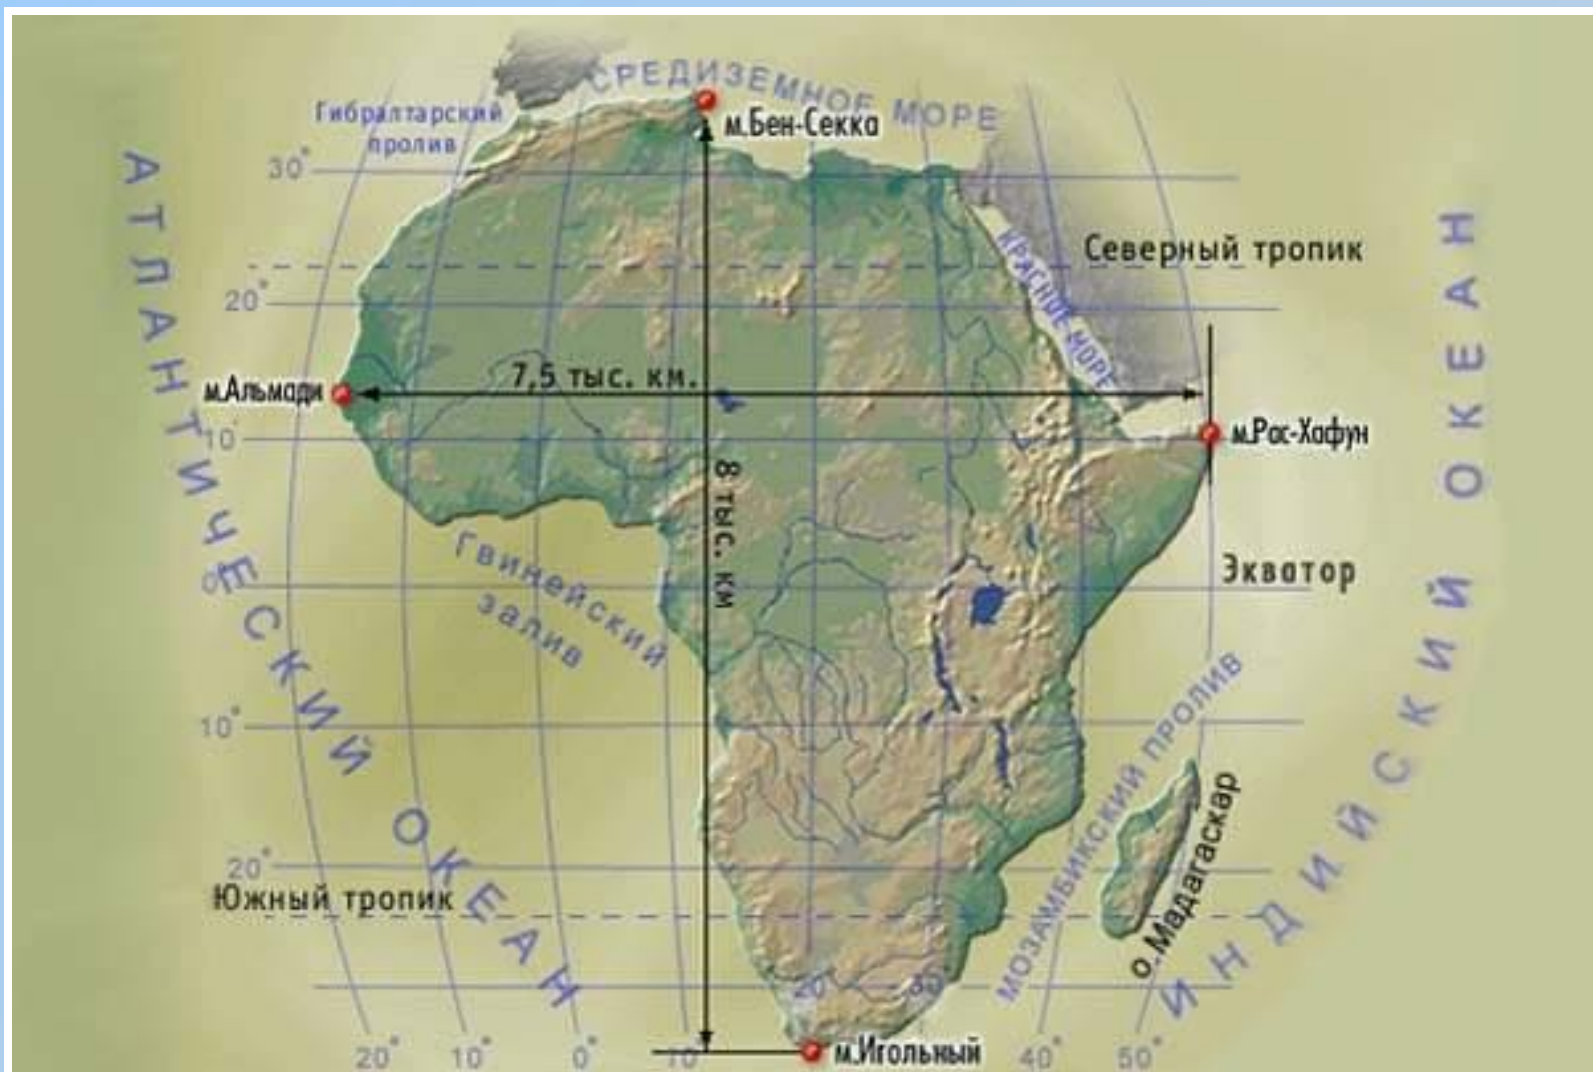 СРЕДИЗЕМНОЕ МОРЕ
Гибралтарский
пролив
м.Бен-Секка
30°
Северный тропик
КРАСНОЕ МОРЕ
20°
АТЛАНТИЧЕСКИЙ ОКЕАН
ИНДИЙСКИЙ ОКЕАН
7,5 тыс. км.
м.Альмади
м.Рас-Хафун
10°
8 тыс. км
Гвинейский
залив
Экватор
0°
10°
МОЗАМБИКСКИЙ ПРОЛИВ
о.Мадагаскар
20°
Южный тропик
20° 10° 0° 10° 20° 30° 40° 50°
м.Игольный